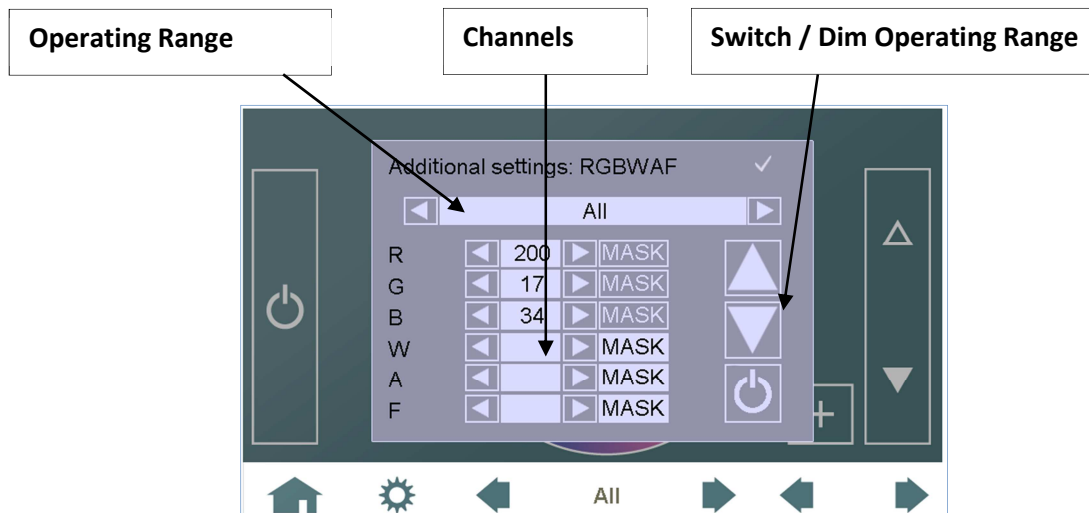 Operating Range
Channels
Switch / Dim Operating Range
Additional settings: RGBWAF
All
R 200 MASK
G 17 MASK
B 34 MASK
W MASK
A MASK
F MASK
All